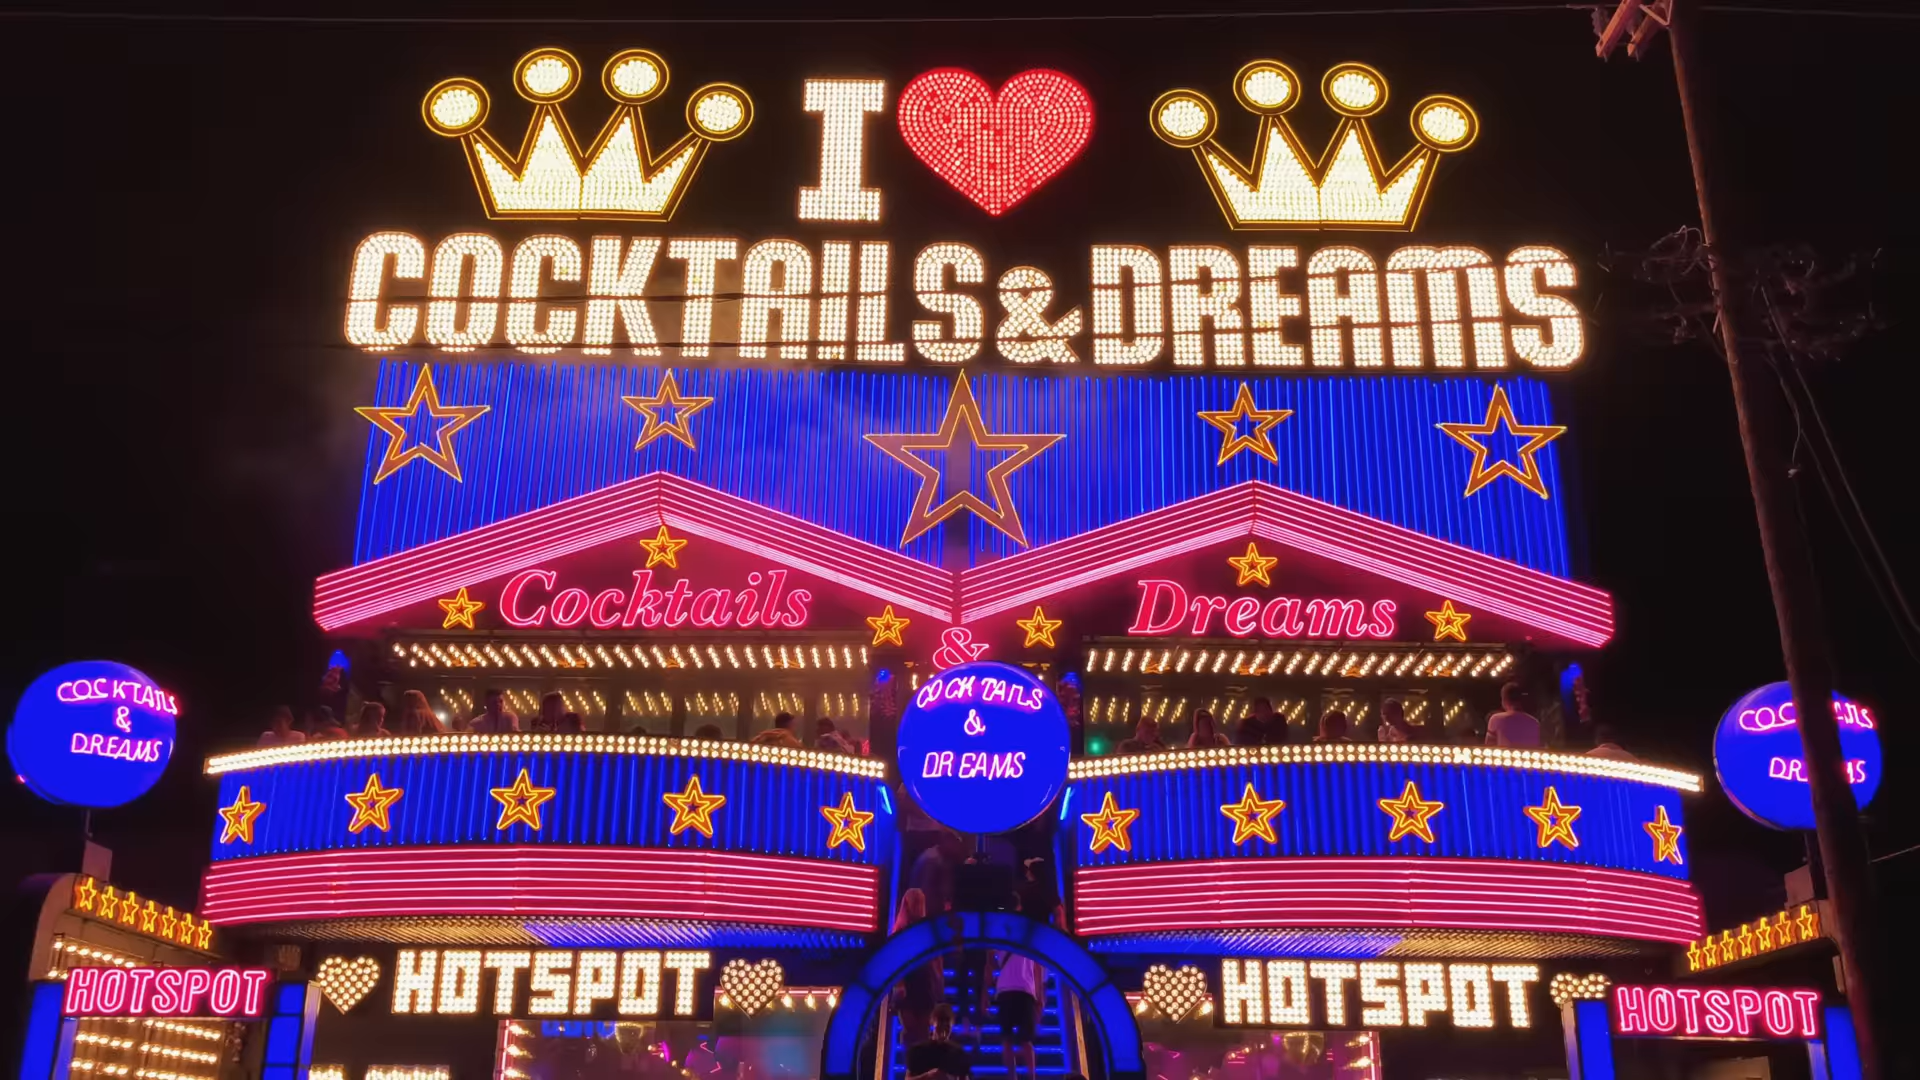 I
COCKTAILS & DREAMS
Cocktails
&
Dreams
COCKTAILS
&
DREAMS
COCKTAILS
&
DREAMS
HOTSPOT
HOTSPOT
HOTSPOT
HOTSPOT